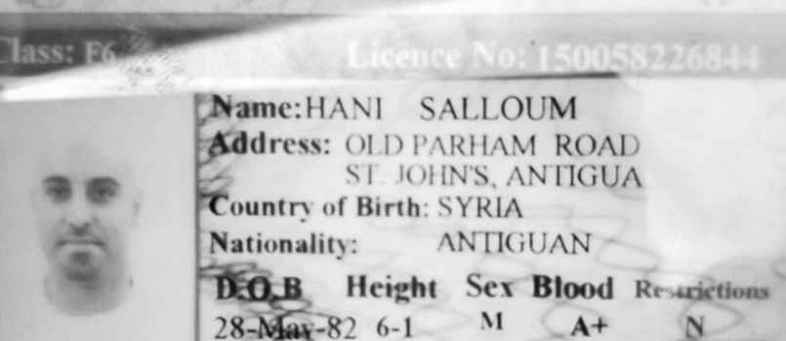 Class: F6 Licence No: 150058226844
Name: HANI SALLOUM
Address: OLD PARHAM ROAD
ST. JOHN'S, ANTIGUA
Country of Birth: SYRIA
Nationality: ANTIGUAN
D.O.B Height Sex Blood Restrictions
28-May-82 6-1 M A+ N